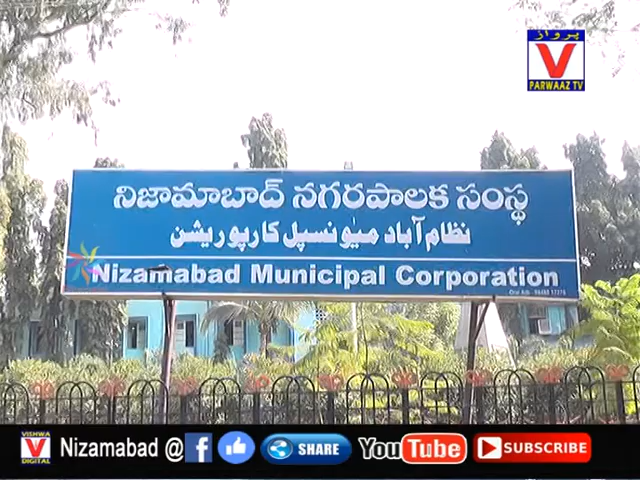 پرواز
V
PARWAAZ TV
నిజామాబాద్ నగరపాలక సంస్థ
نظام آباد میونسپل کارپوریشن
Nizamabad Municipal Corporation
VISHWA
V
DIGITAL
Nizamabad @ f SHARE YouTube SUBSCRIBE